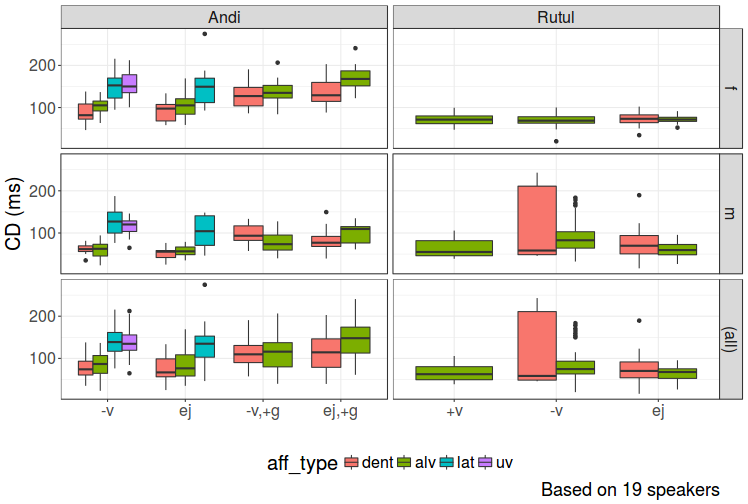 Andi Rutul
200
100
f
200
100
m
200
100
(all)
CD (ms)
-v ej -v,+g ej,+g +v -v ej
aff_type dent alv lat uv
Based on 19 speakers